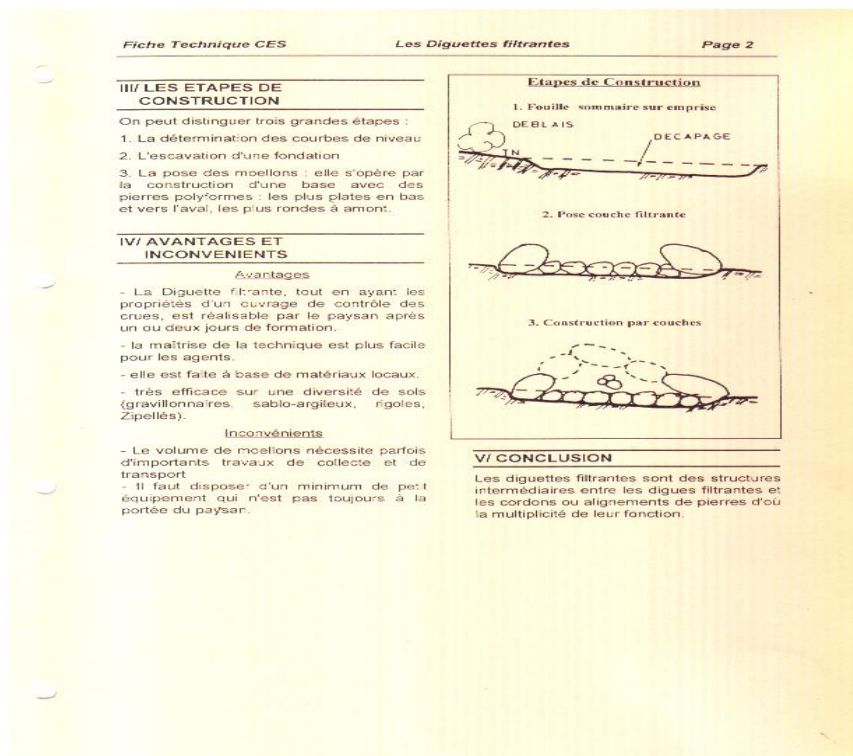 Fiche Technique CES Les Diguettes filtrantes Page 2
III/ LES ETAPES DE
CONSTRUCTION
On peut distinguer trois grandes étapes :
1. La détermination des courbes de niveau
2. L'escavation d'une fondation
3. La pose des moellons : elle s'opère par
la construction d'une base avec des
pierres polyformes : les plus plates en bas
et vers l'aval, les plus rondes à amont.
IV/ AVANTAGES ET
INCONVENIENTS
Avantages
- La Diguette filtrante, tout en ayant les
propriétés d'un ouvrage de contrôle des
crues, est réalisable par le paysan après
un ou deux jours de formation.
- la maîtrise de la technique est plus facile
pour les agents.
- elle est faite à base de matériaux locaux.
- très efficace sur une diversité de sols
(gravillonnaires, sablo-argileux, rigoles,
Zipellés).
Inconvénients
- Le volume de moellons nécessite parfois
d'importants travaux de collecte et de
transport
- Il faut disposer d'un minimum de petit
équipement qui n'est pas toujours à la
portée du paysan.
Etapes de Construction
1. Fouille sommaire sur emprise
DEBLAIS
DECAPAGE
TN
2. Pose couche filtrante
3. Construction par couches
V/ CONCLUSION
Les diguettes filtrantes sont des structures
intermédiaires entre les digues filtrantes et
les cordons ou alignements de pierres d'où
la multiplicité de leur fonction.